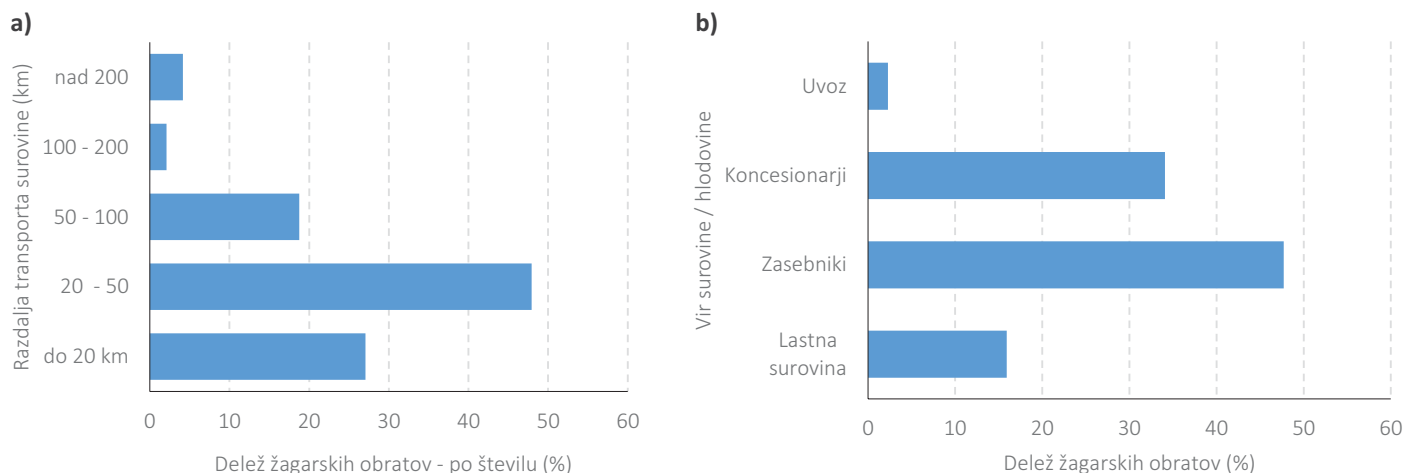 a)
Razdalja transporta surovine (km)
nad 200
100 - 200
50 - 100
20 - 50
do 20 km
0 10 20 30 40 50 60
Delež žagarskih obratov - po številu (%)
b)
Vir surovine / hlodovine
Uvoz
Koncesionarji
Zasebniki
Lastna
surovina
0 10 20 30 40 50 60
Delež žagarskih obratov (%)